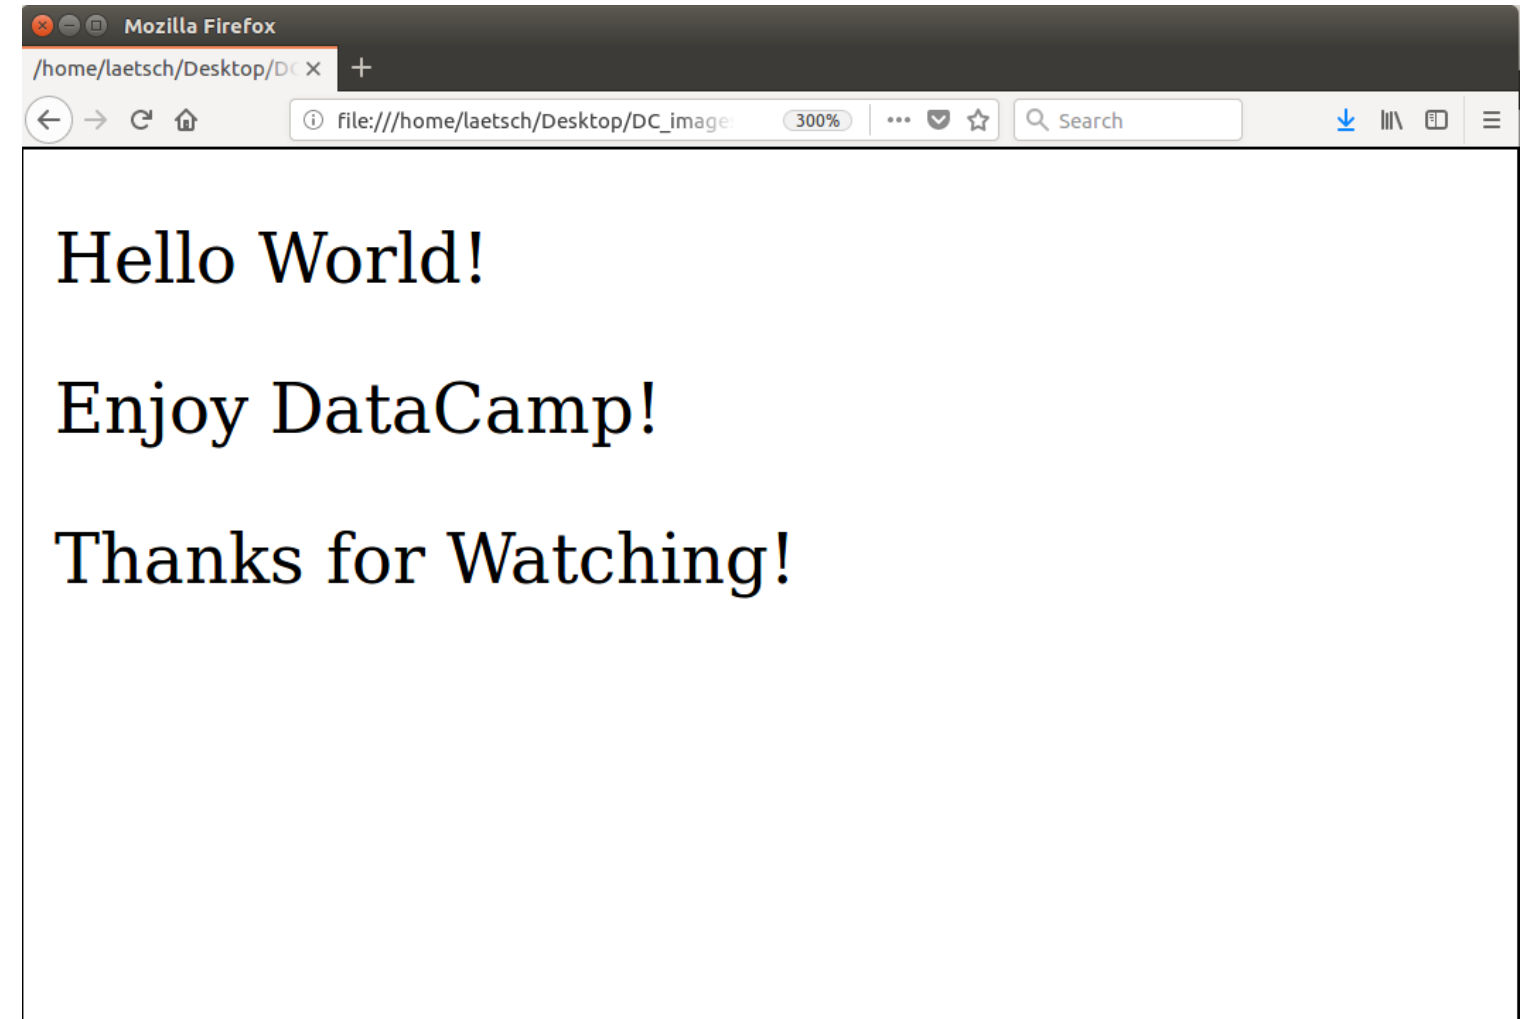 Mozilla Firefox
/home/laetsch/Desktop/DC
file:///home/laetsch/Desktop/DC_image 300% Search
Hello World!
Enjoy DataCamp!
Thanks for Watching!